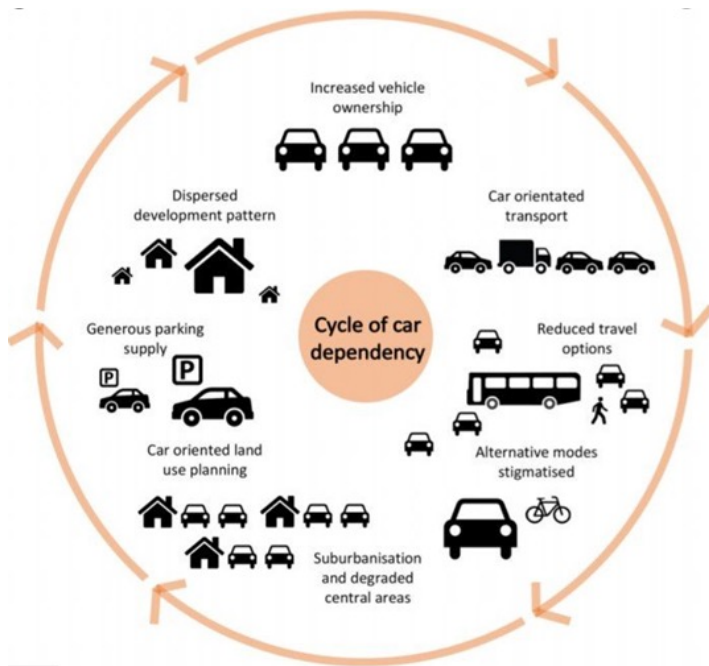 Increased vehicle
ownership
Car orientated
transport
Reduced travel
options
Alternative modes
stigmatised
Suburbanisation
and degraded
central areas
Car oriented land
use planning
Generous parking
supply
P
P
Dispersed
development pattern
Cycle of car
dependency